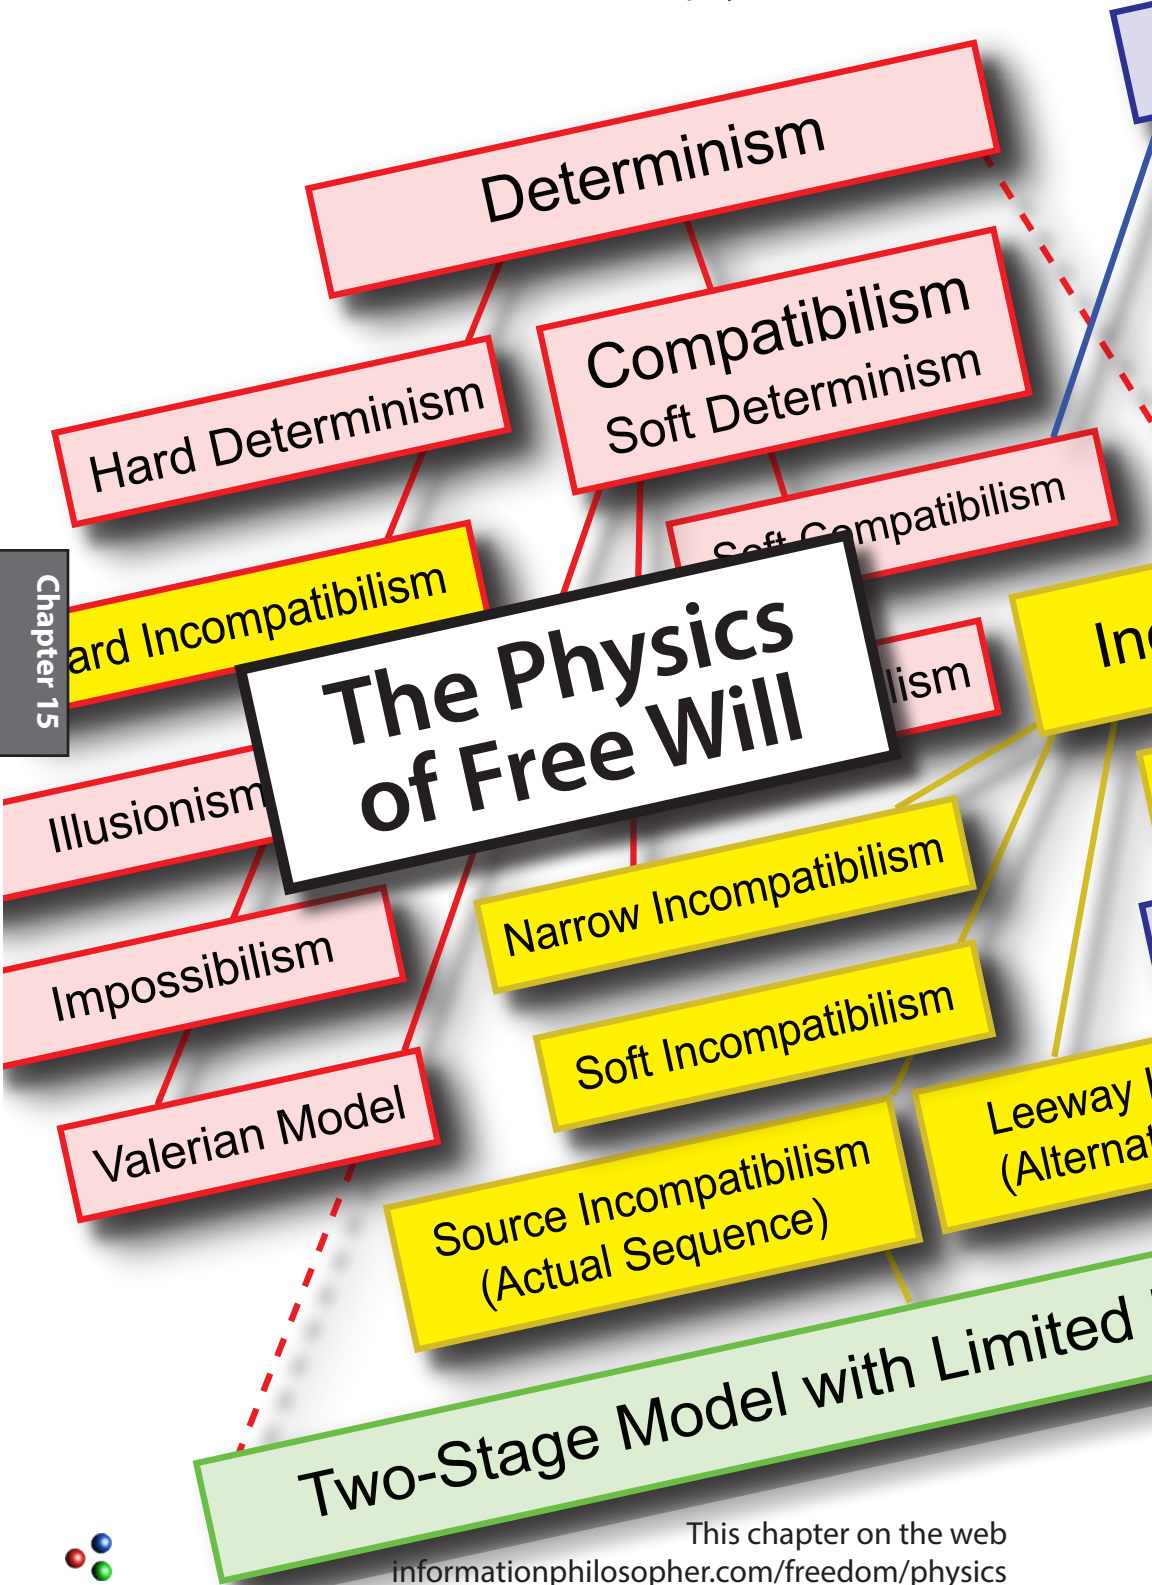 Determinism
Compatibilism
Soft Determinism
Hard Determinism
Soft Compatibilism
ard Incompatibilism
Chapter 15
The Physics
of Free Will
lism
Illusionism
Narrow Incompatibilism
Impossibilism
Soft Incompatibilism
Leeway
(Alternat
Valerian Model
Source Incompatibilism
(Actual Sequence)
Two-Stage Model with Limited
This chapter on the web
informationphilosopher.com/freedom/physics